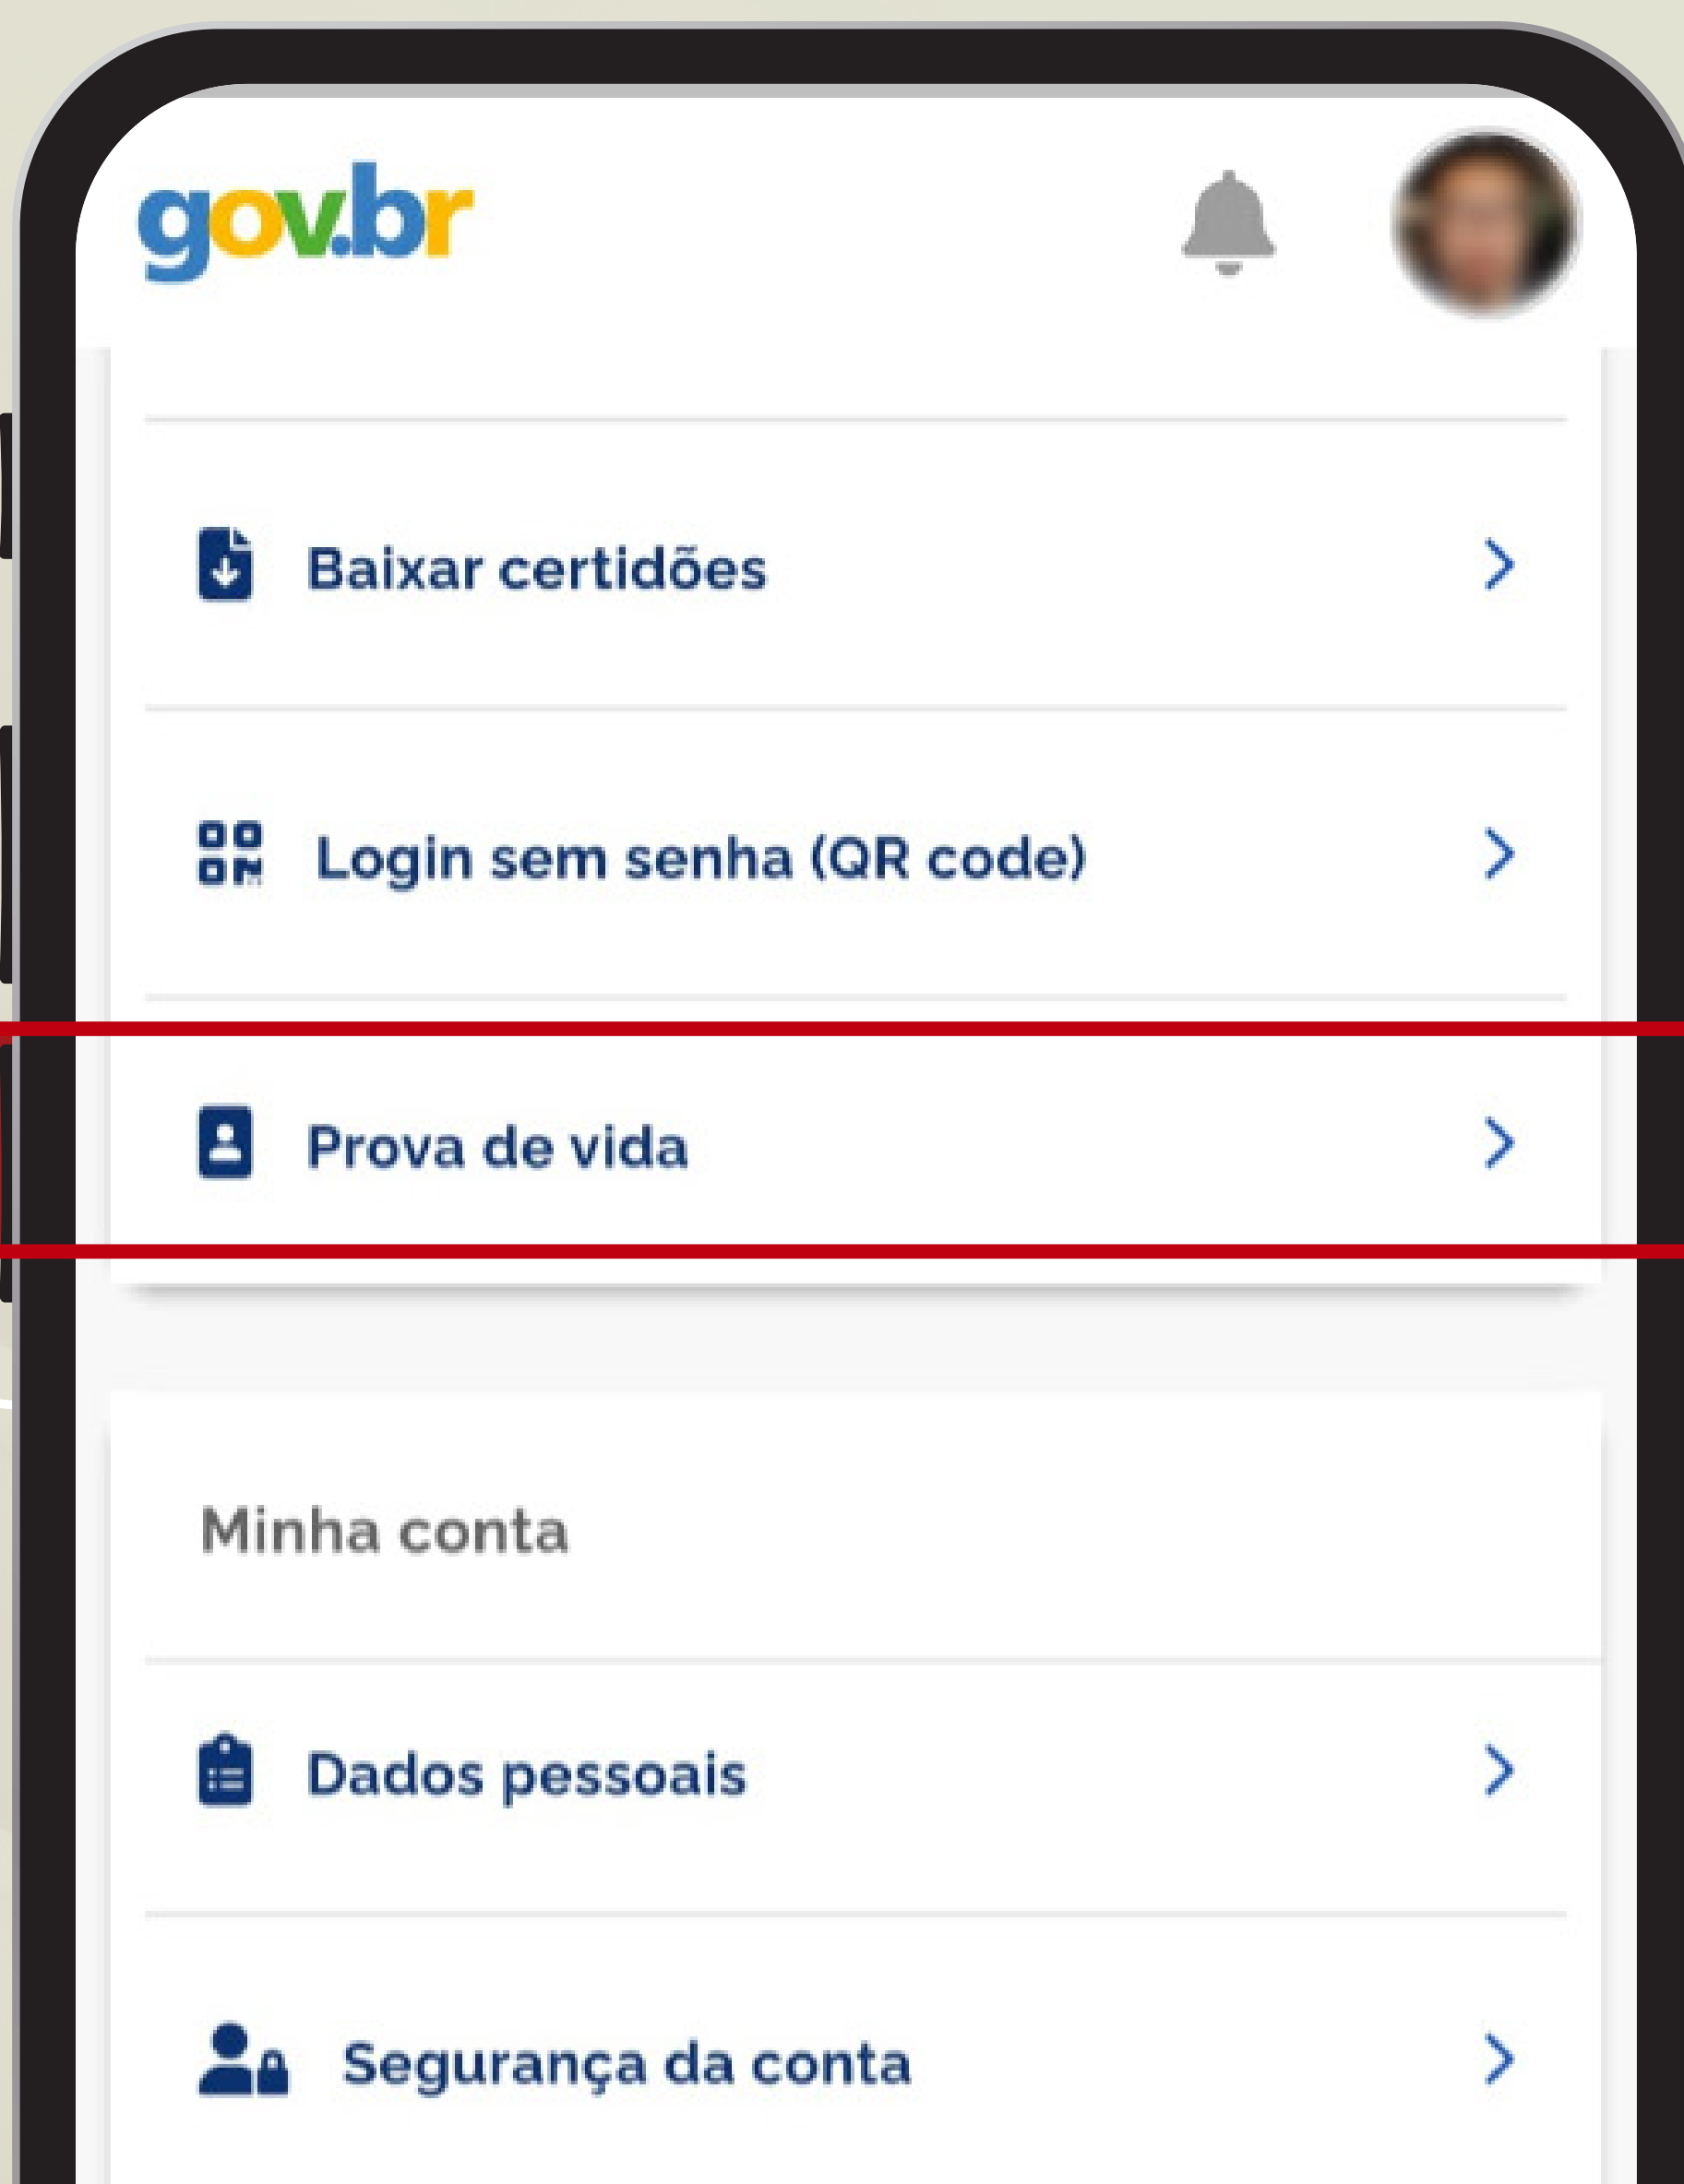 gov.br
Baixar certidões
Login sem senha (QR code)
Prova de vida
Minha conta
Dados pessoais
Segurança da conta